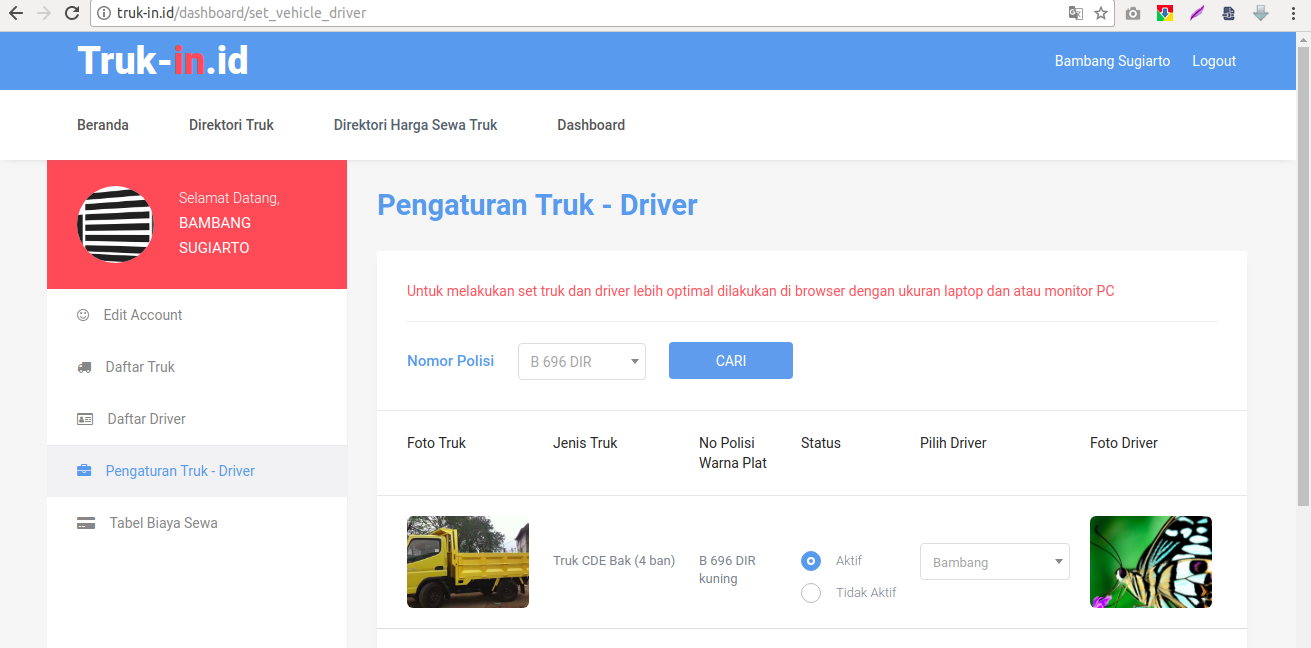 truk-in.id/dashboard/set_vehicle_driver
Truk-in.id
Bambang Sugiarto Logout
Beranda Direktori Truk Direktori Harga Sewa Truk Dashboard
Selamat Datang,
BAMBANG
SUGIARTO
Edit Account
Daftar Truk
Daftar Driver
Pengaturan Truk - Driver
Tabel Biaya Sewa
Pengaturan Truk - Driver
Untuk melakukan set truk dan driver lebih optimal dilakukan di browser dengan ukuran laptop dan atau monitor PC
Nomor Polisi B 696 DIR CARI
Foto Truk Jenis Truk No Polisi Status Pilih Driver Foto Driver
Warna Plat
Truk CDE Bak (4 ban) B 696 DIR Aktif Bambang
kuning
Tidak Aktif